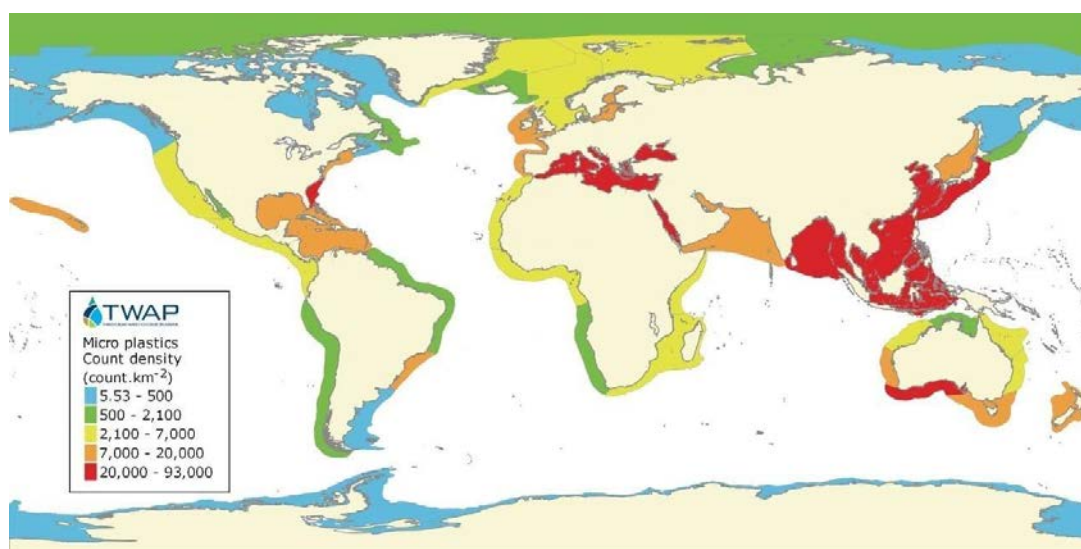 TWAP
Micro plastics
Count density
(count.km-2)
5.53 - 500
500 - 2,100
2,100 - 7,000
7,000 - 20,000
20,000 - 93,000